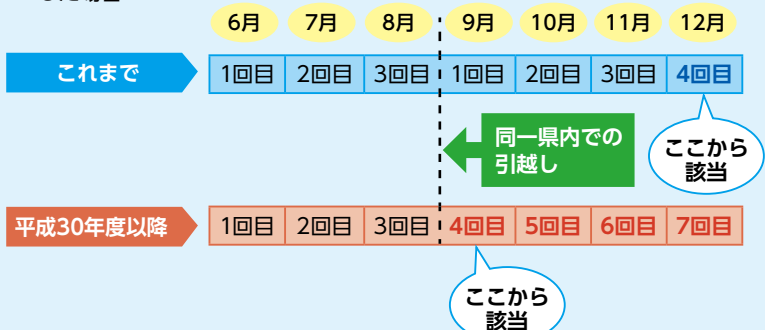 6月 7月 8月 9月 10月 11月 12月
これまで 1回目 2回目 3回目 1回目 2回目 3回目 4回目
同一県内での
引越し
ここから
該当
平成30年度以降 1回目 2回目 3回目 4回目 5回目 6回目 7回目
ここから
該当